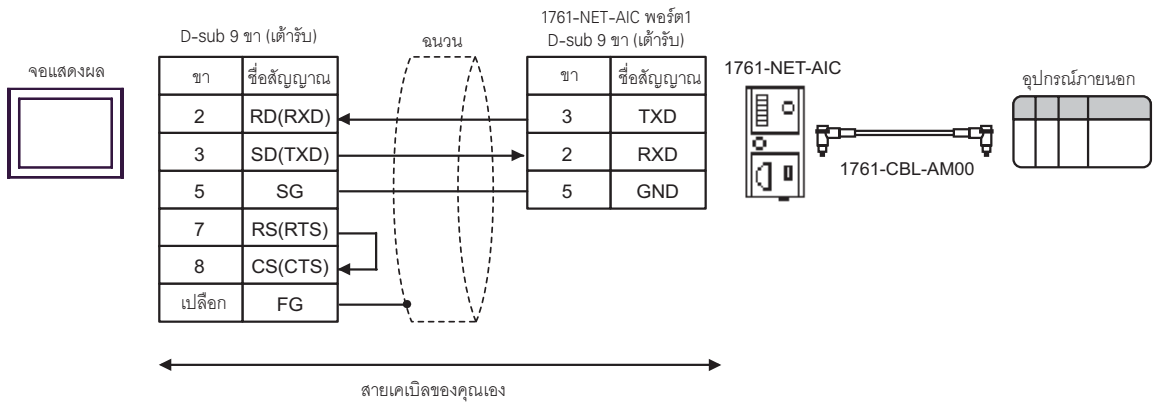 1761-NET-AIC พอร์ต1
D-sub 9 ขา (เต้ารับ)
D-sub 9 ขา (เต้ารับ)
ฉนวน
จอแสดงผล
ขา ชื่อสัญญาณ
2 RD(RXD)
3 SD(TXD)
5 SG
7 RS(RTS)
8 CS(CTS)
เปลือก FG
ขา ชื่อสัญญาณ
3 TXD
2 RXD
5 GND
1761-NET-AIC
1761-CBL-AM00
อุปกรณ์ภายนอก
สายเคเบิลของคุณเอง